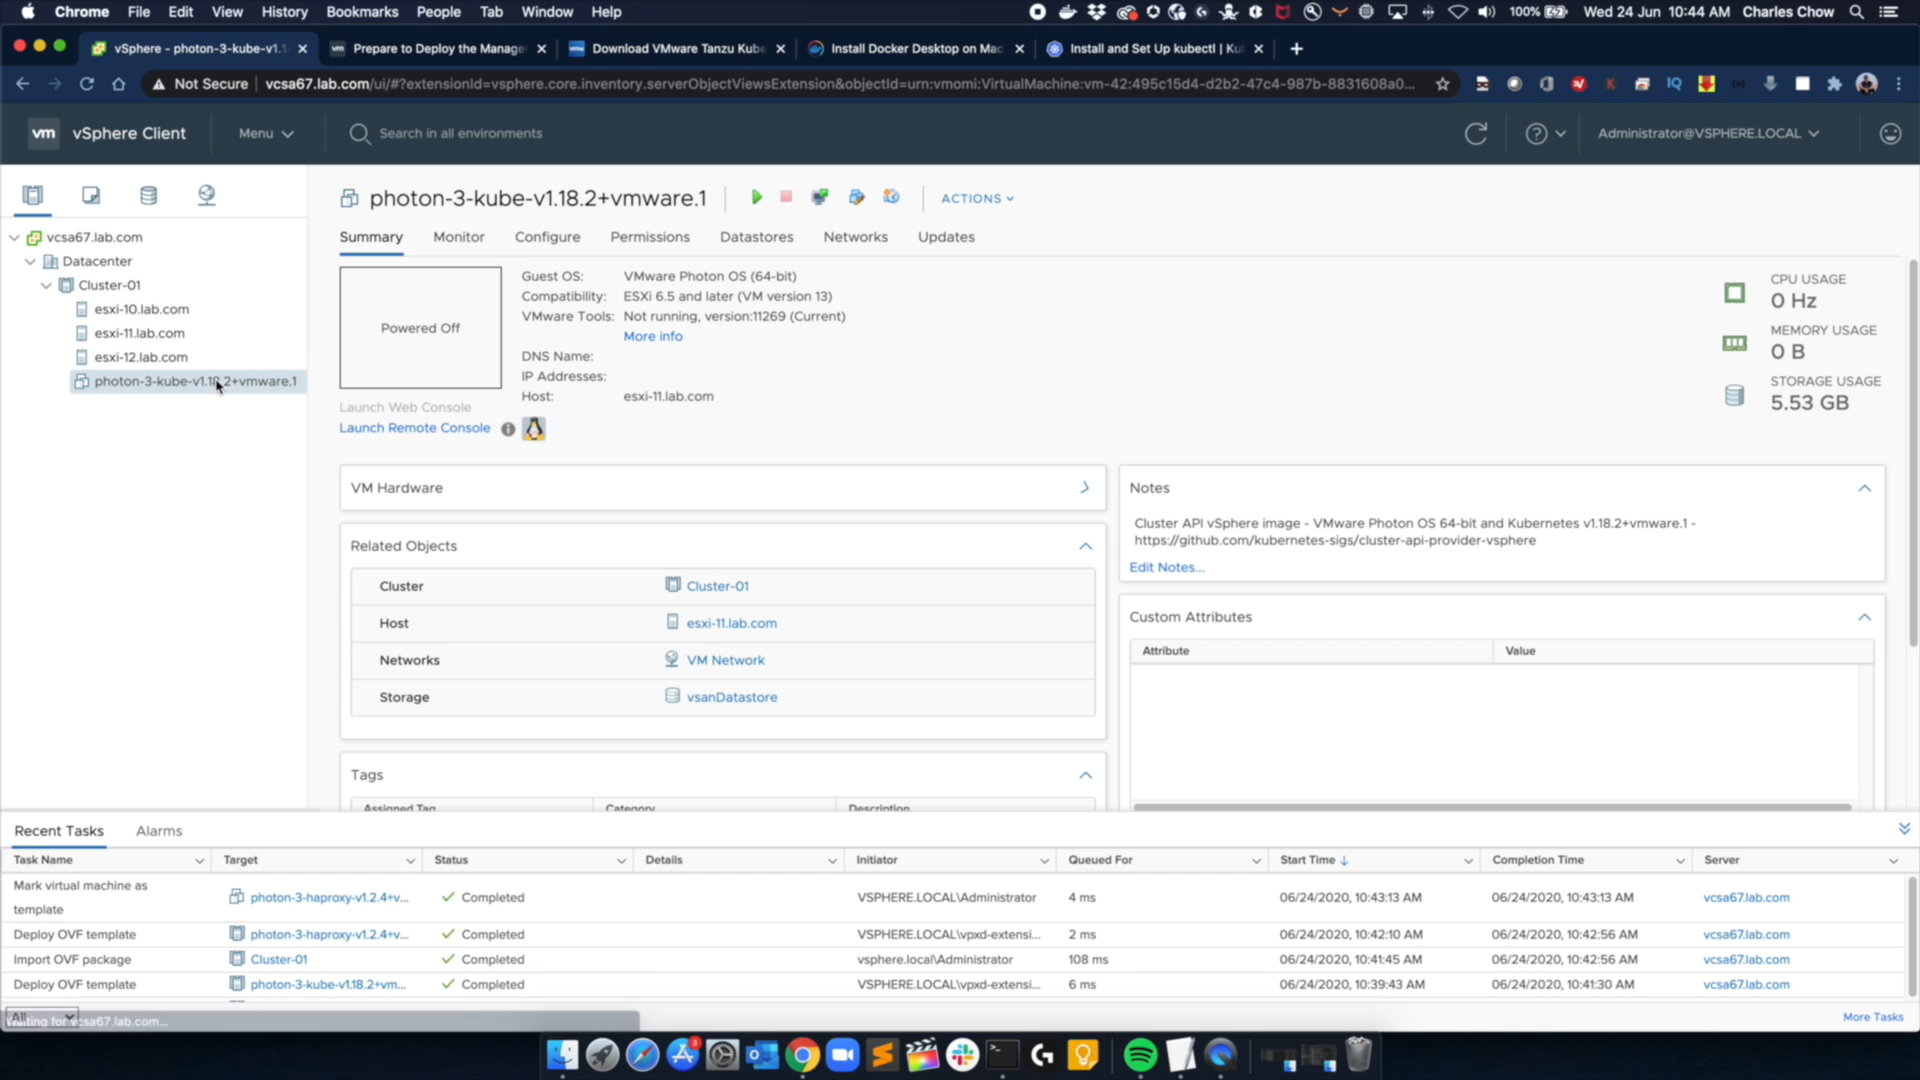 Chrome File Edit View History Bookmarks People Tab Window Help 100% Wed 24 Jun 10:44 AM Charles Chow
vSphere - photon-3-kube-v1.1 Prepare to Deploy the Manage Download VMware Tanzu Kube Install Docker Desktop on Mac Install and Set Up kubectl | Ku
Not Secure vcsa67.lab.com/ui/#?extensionId=vsphere.core.inventory.serverObjectViewsExtension&objectId=urn:vmomi:VirtualMachine:vm-42:495c15d4-d2b2-47c4-987b-8831608a0...
vm vSphere Client Menu Search in all environments Administrator@VSPHERE.LOCAL
photon-3-kube-v1.18.2+vmware.1 ACTIONS
Summary Monitor Configure Permissions Datastores Networks Updates
vcsa67.lab.com
Datacenter
Cluster-01
esxi-10.lab.com
esxi-11.lab.com
esxi-12.lab.com
photon-3-kube-v1.18.2+vmware.1
Powered Off
Launch Web Console
Launch Remote Console
Guest OS: VMware Photon OS (64-bit)
Compatibility: ESXi 6.5 and later (VM version 13)
VMware Tools: Not running, version:11269 (Current)
More info
DNS Name:
IP Addresses:
Host: esxi-11.lab.com
CPU USAGE
0 Hz
MEMORY USAGE
0 B
STORAGE USAGE
5.53 GB
VM Hardware
Related Objects
Cluster Cluster-01
Host esxi-11.lab.com
Networks VM Network
Storage vsanDatastore
Tags
Assigned Tag Category Description
Notes
Cluster API vSphere image - VMware Photon OS 64-bit and Kubernetes v1.18.2+vmware.1 -
https://github.com/kubernetes-sigs/cluster-api-provider-vsphere
Edit Notes...
Custom Attributes
Attribute Value
Recent Tasks Alarms
Task Name Target Status Details Initiator Queued For Start Time Completion Time Server
Mark virtual machine as
template photon-3-haproxy-v1.2.4+v... Completed VSPHERE.LOCAL\Administrator 4 ms 06/24/2020, 10:43:13 AM 06/24/2020, 10:43:13 AM vcsa67.lab.com
Deploy OVF template photon-3-haproxy-v1.2.4+v... Completed VSPHERE.LOCAL\vpxd-extensi... 2 ms 06/24/2020, 10:42:10 AM 06/24/2020, 10:42:56 AM vcsa67.lab.com
Import OVF package Cluster-01 Completed vsphere.local\Administrator 108 ms 06/24/2020, 10:41:45 AM 06/24/2020, 10:42:56 AM vcsa67.lab.com
Deploy OVF template photon-3-kube-v1.18.2+vm... Completed VSPHERE.LOCAL\vpxd-extensi... 6 ms 06/24/2020, 10:39:43 AM 06/24/2020, 10:41:30 AM vcsa67.lab.com
All
Waiting for vcsa67.lab.com...
More Tasks